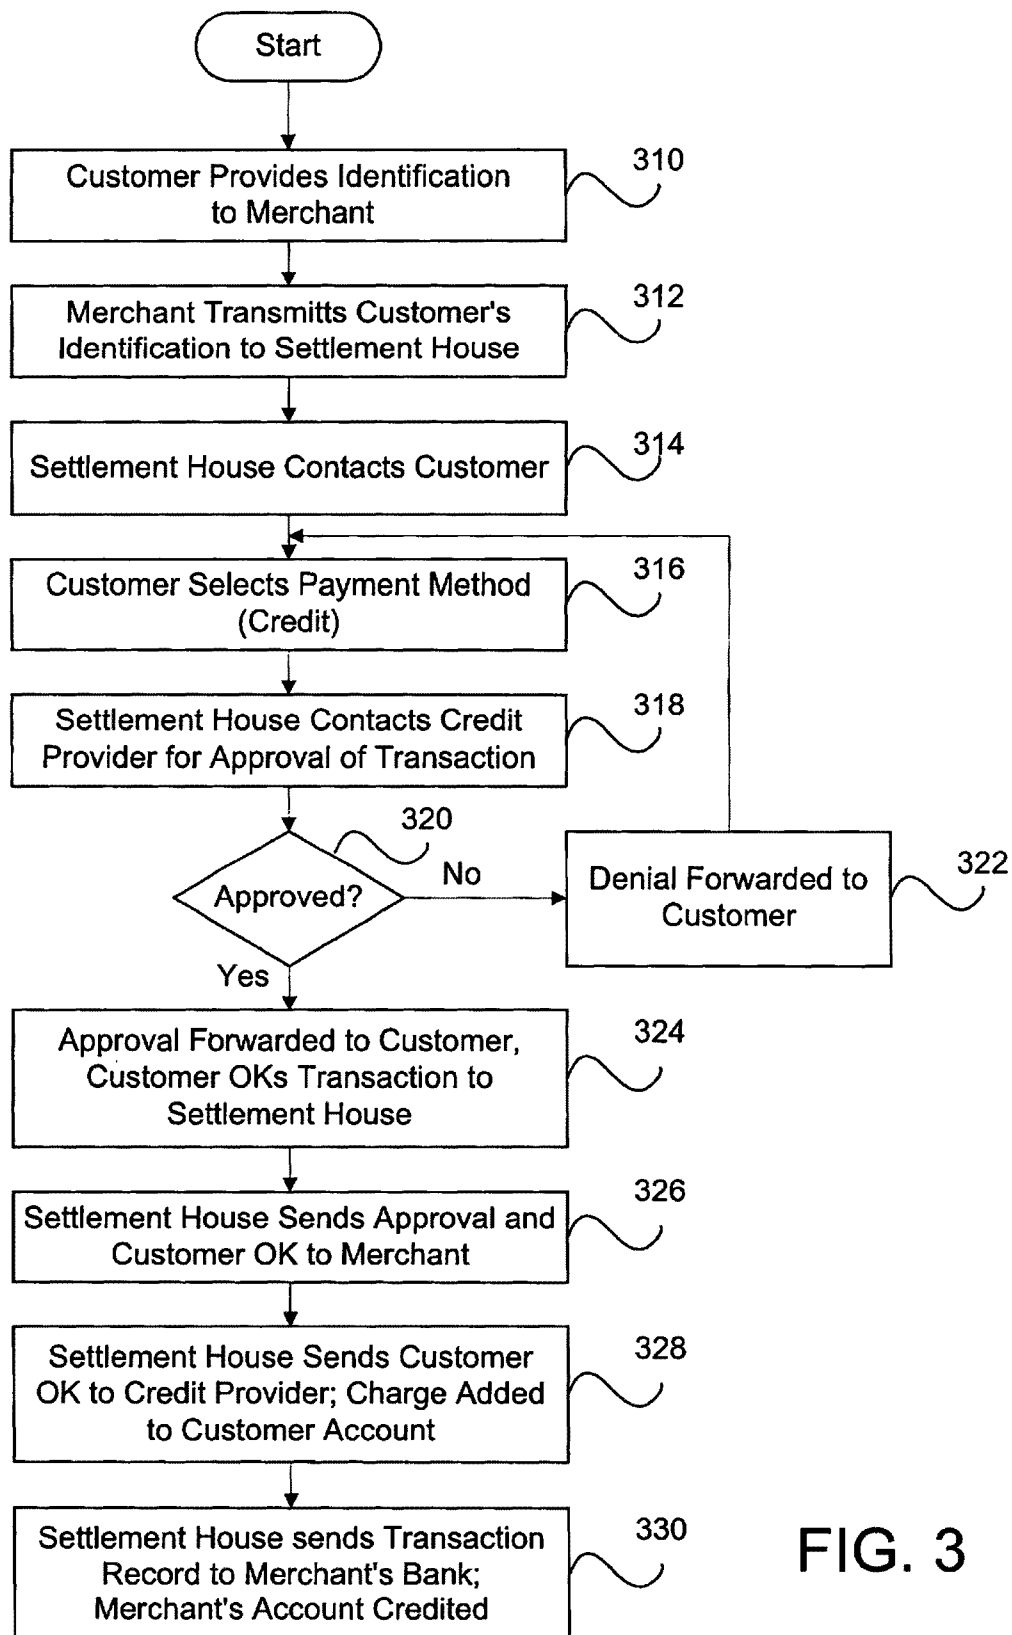 Start
310
Customer Provides Identification
to Merchant
312
Merchant Transmitts Customer's
Identification to Settlement House
314
Settlement House Contacts Customer
316
Customer Selects Payment Method
(Credit)
318
Settlement House Contacts Credit
Provider for Approval of Transaction
320
Approved?
No
Denial Forwarded to
Customer
322
Yes
Approval Forwarded to Customer,
Customer OKs Transaction to
Settlement House
324
326
Settlement House Sends Approval and
Customer OK to Merchant
328
Settlement House Sends Customer
OK to Credit Provider; Charge Added
to Customer Account
330
Settlement House sends Transaction
Record to Merchant's Bank;
Merchant's Account Credited
FIG. 3